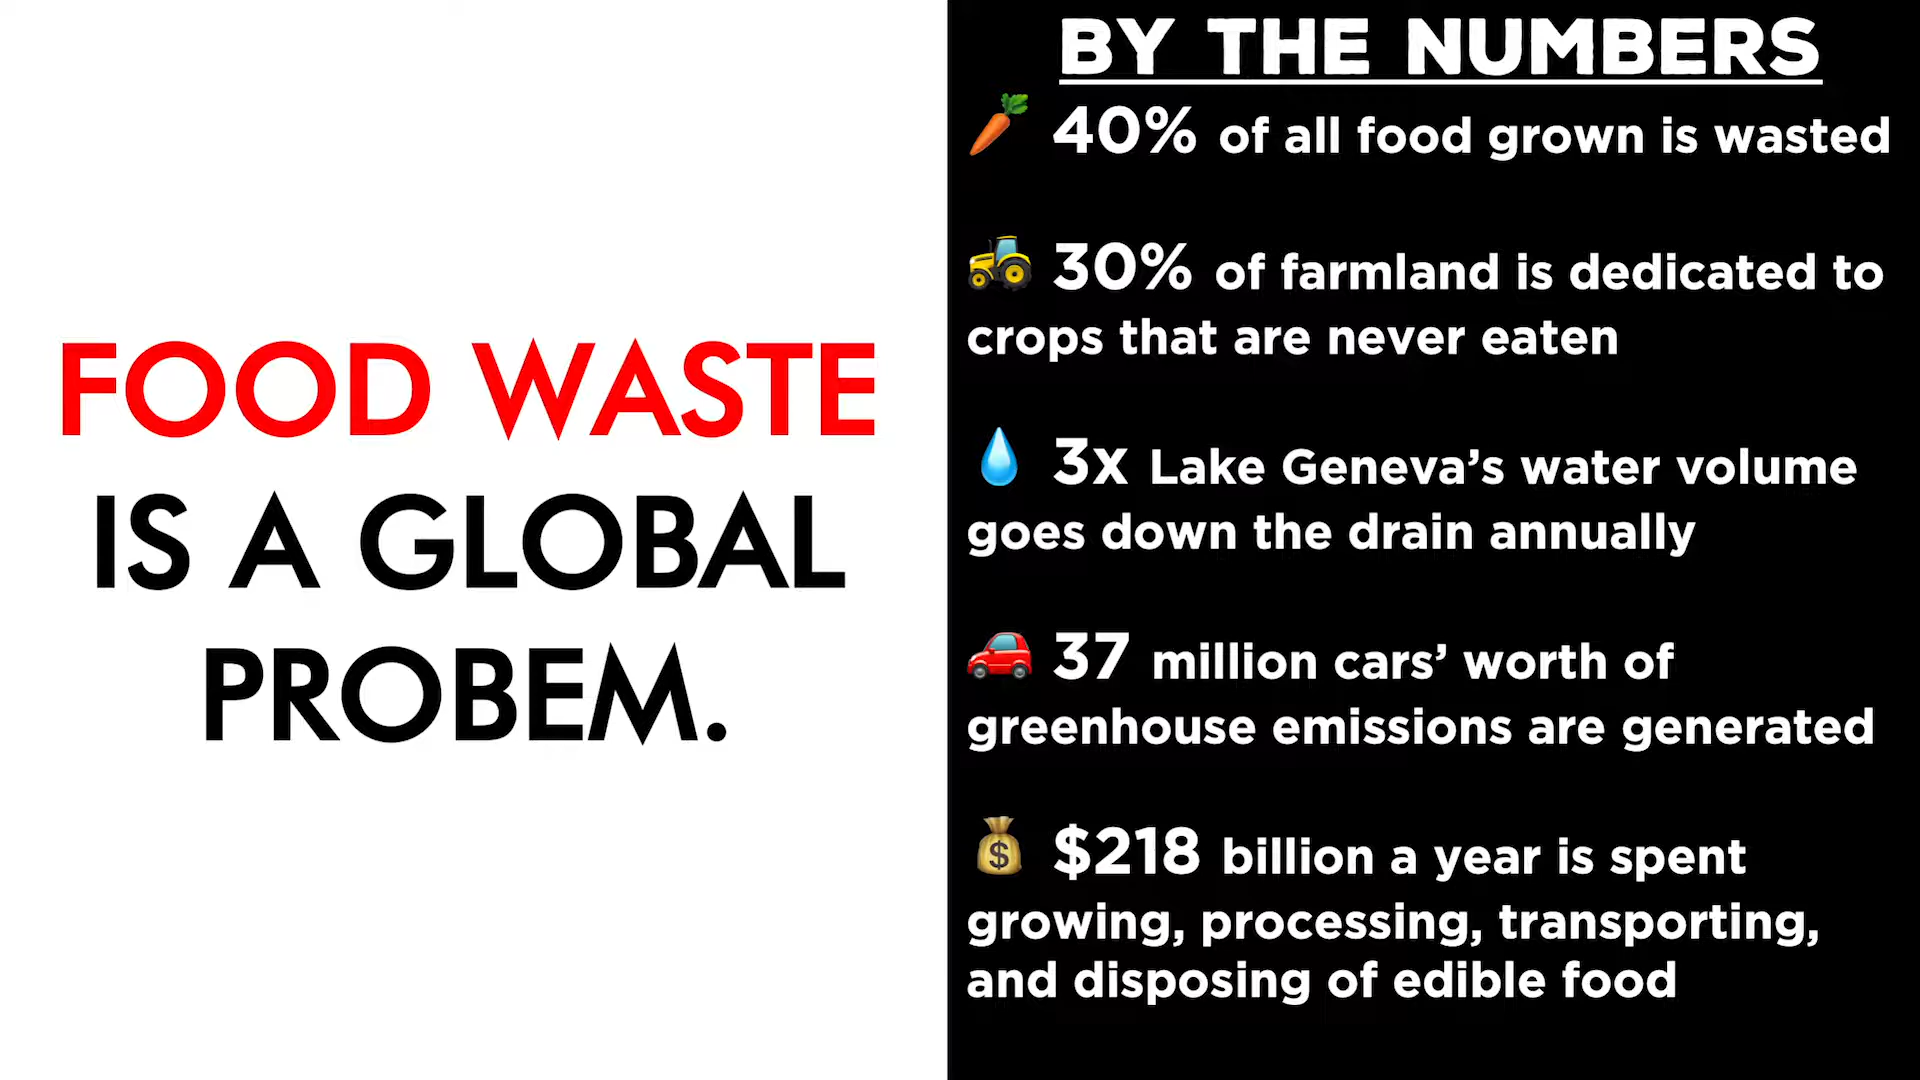 FOOD WASTE
IS A GLOBAL
PROBEM.
BY THE NUMBERS
40% of all food grown is wasted
30% of farmland is dedicated to
crops that are never eaten
3x Lake Geneva’s water volume
goes down the drain annually
37 million cars’ worth of
greenhouse emissions are generated
$218 billion a year is spent
growing, processing, transporting,
and disposing of edible food